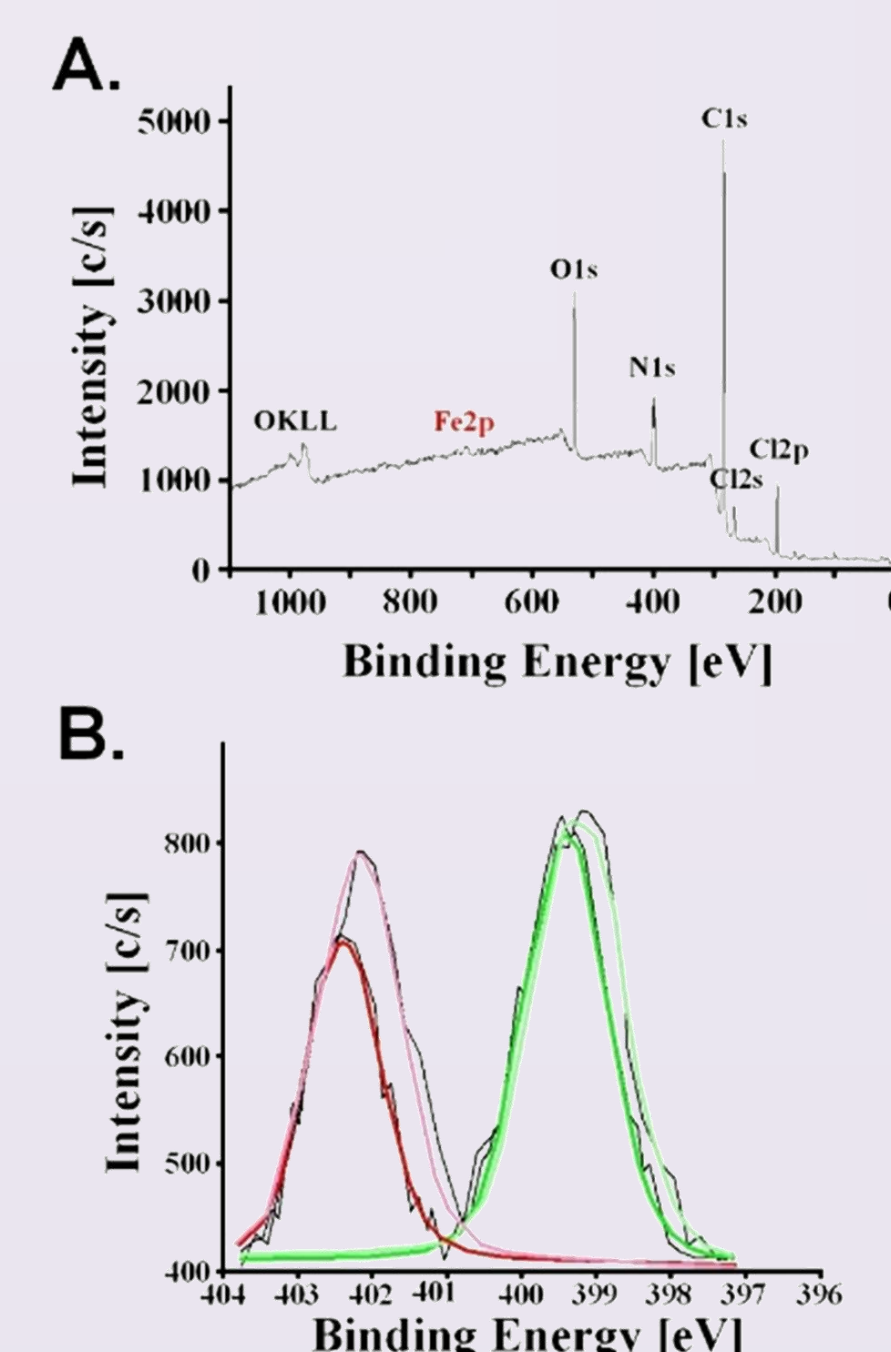 A.
Intensity [c/s]
5000
4000
3000
2000
1000
0
C1s
O1s
N1s
OKLL
Fe2p
Cl2p
Cl2s
1000 800 600 400 200
Binding Energy [eV]
B.
Intensity [c/s]
800
700
600
500
400
404 403 402 401 400 399 398 397 396
Binding Energy [eV]